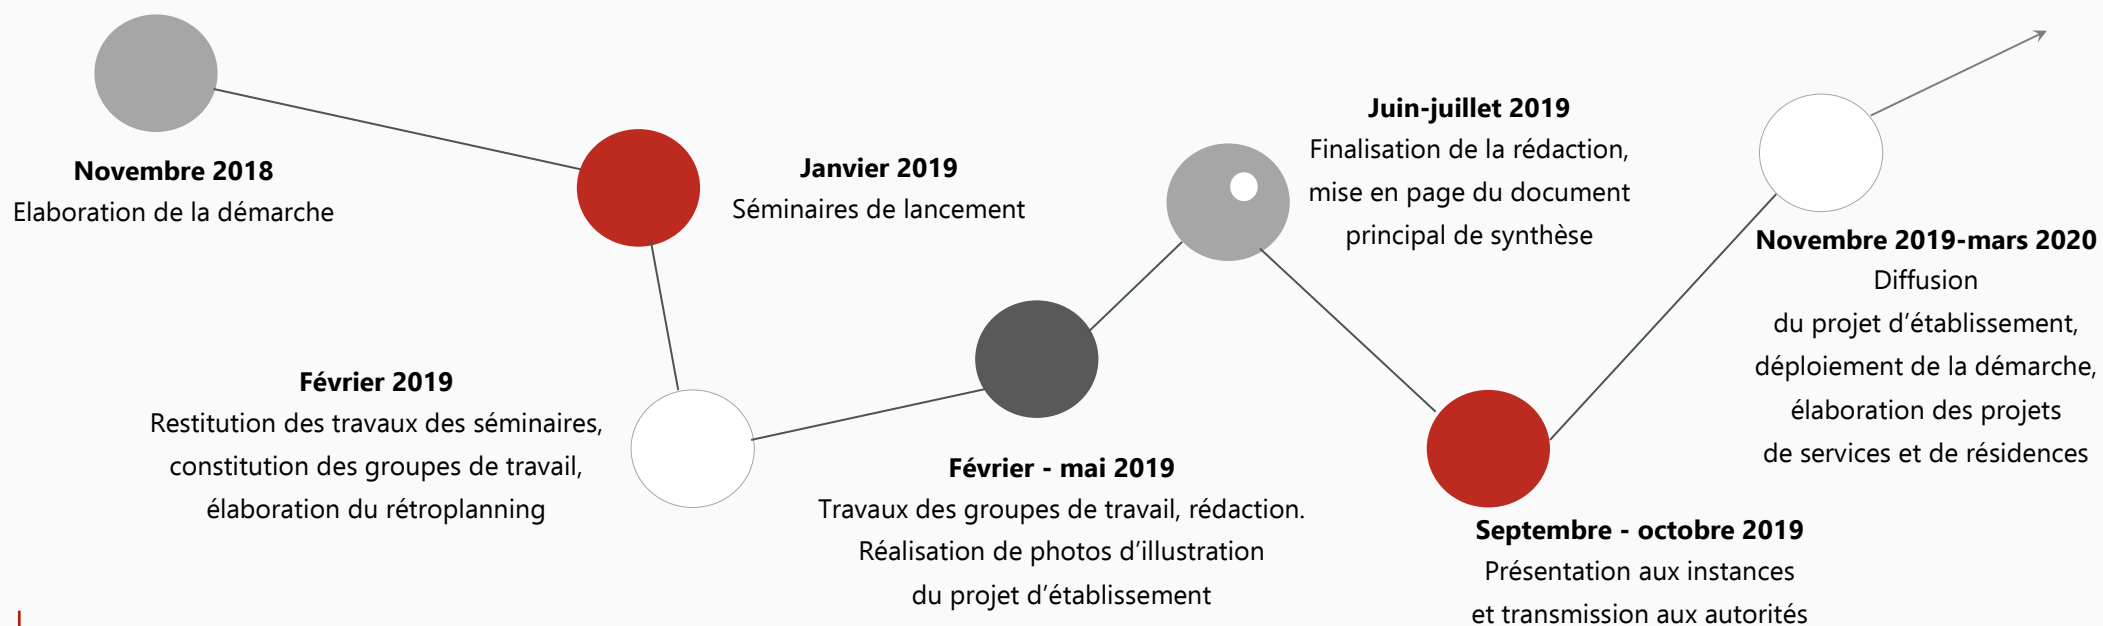 Novembre 2018
Elaboration de la démarche
Janvier 2019
Séminaires de lancement
Février 2019
Restitution des travaux des séminaires,
constitution des groupes de travail,
élaboration du rétroplanning
Février - mai 2019
Travaux des groupes de travail, rédaction.
Réalisation de photos d’illustration
du projet d’établissement
Juin-juillet 2019
Finalisation de la rédaction,
mise en page du document
principal de synthèse
Septembre - octobre 2019
Présentation aux instances
et transmission aux autorités
Novembre 2019-mars 2020
Diffusion
du projet d’établissement,
déploiement de la démarche,
élaboration des projets
de services et de résidences